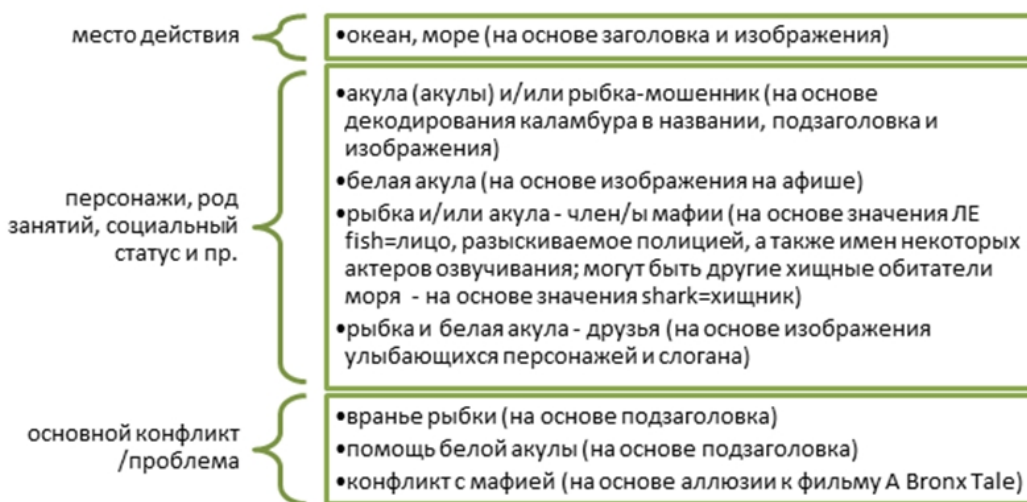 место действия
•океан, море (на основе заголовка и изображения)
персонажи, род
занятий, социальный
статус и пр.
•акула (акулы) и/или рыбка-мошенник (на основе
декодирования каламбура в названии, подзаголовка и
изображения)
•белая акула (на основе изображения на афише)
•рыбка и/или акула - член/ы мафии (на основе значения ЛЕ
fish=лицо, разыскиваемое полицией, а также имен некоторых
актеров озвучивания; могут быть другие хищные обитатели
моря - на основе значения shark=хищник)
•рыбка и белая акула - друзья (на основе изображения
улыбающихся персонажей и слогана)
основной конфликт
/проблема
•вранье рыбки (на основе подзаголовка)
•помощь белой акулы (на основе подзаголовка)
•конфликт с мафией (на основе аллюзии к фильму A Bronx Tale)